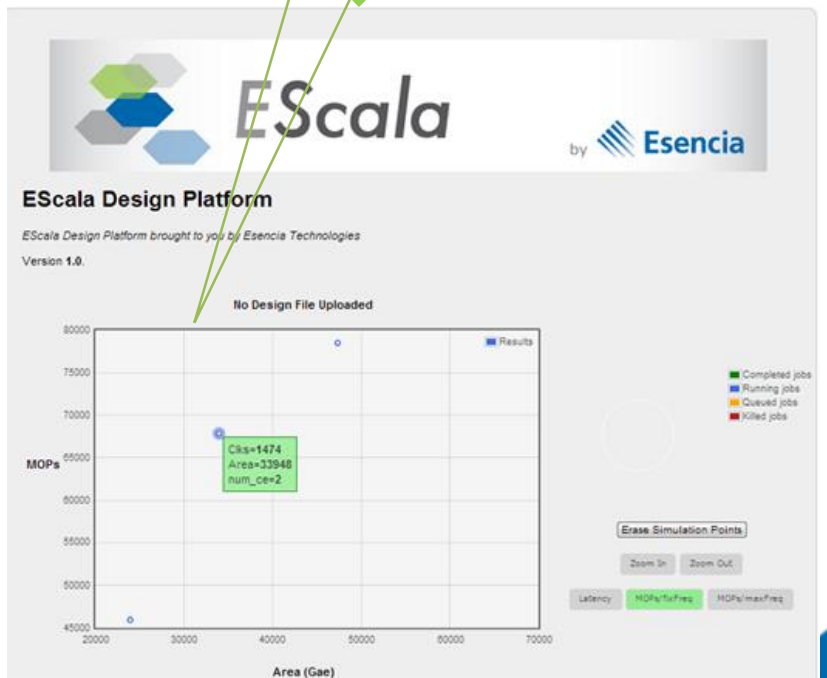 EScala
by Esencia
EScala Design Platform
EScala Design Platform brought to you by Esencia Technologies
Version 1.0.
No Design File Uploaded
80000
75000
70000
65000
60000
55000
50000
45000
MOPs
Results
Clks=1474
Area=33948
num_ce=2
20000 30000 40000 50000 60000 70000
Area (Gae)
Completed jobs
Running jobs
Queued jobs
Killed jobs
Erase Simulation Points
Zoom In Zoom Out
Latency MOPs/fixFreq MOPs/maxFreq